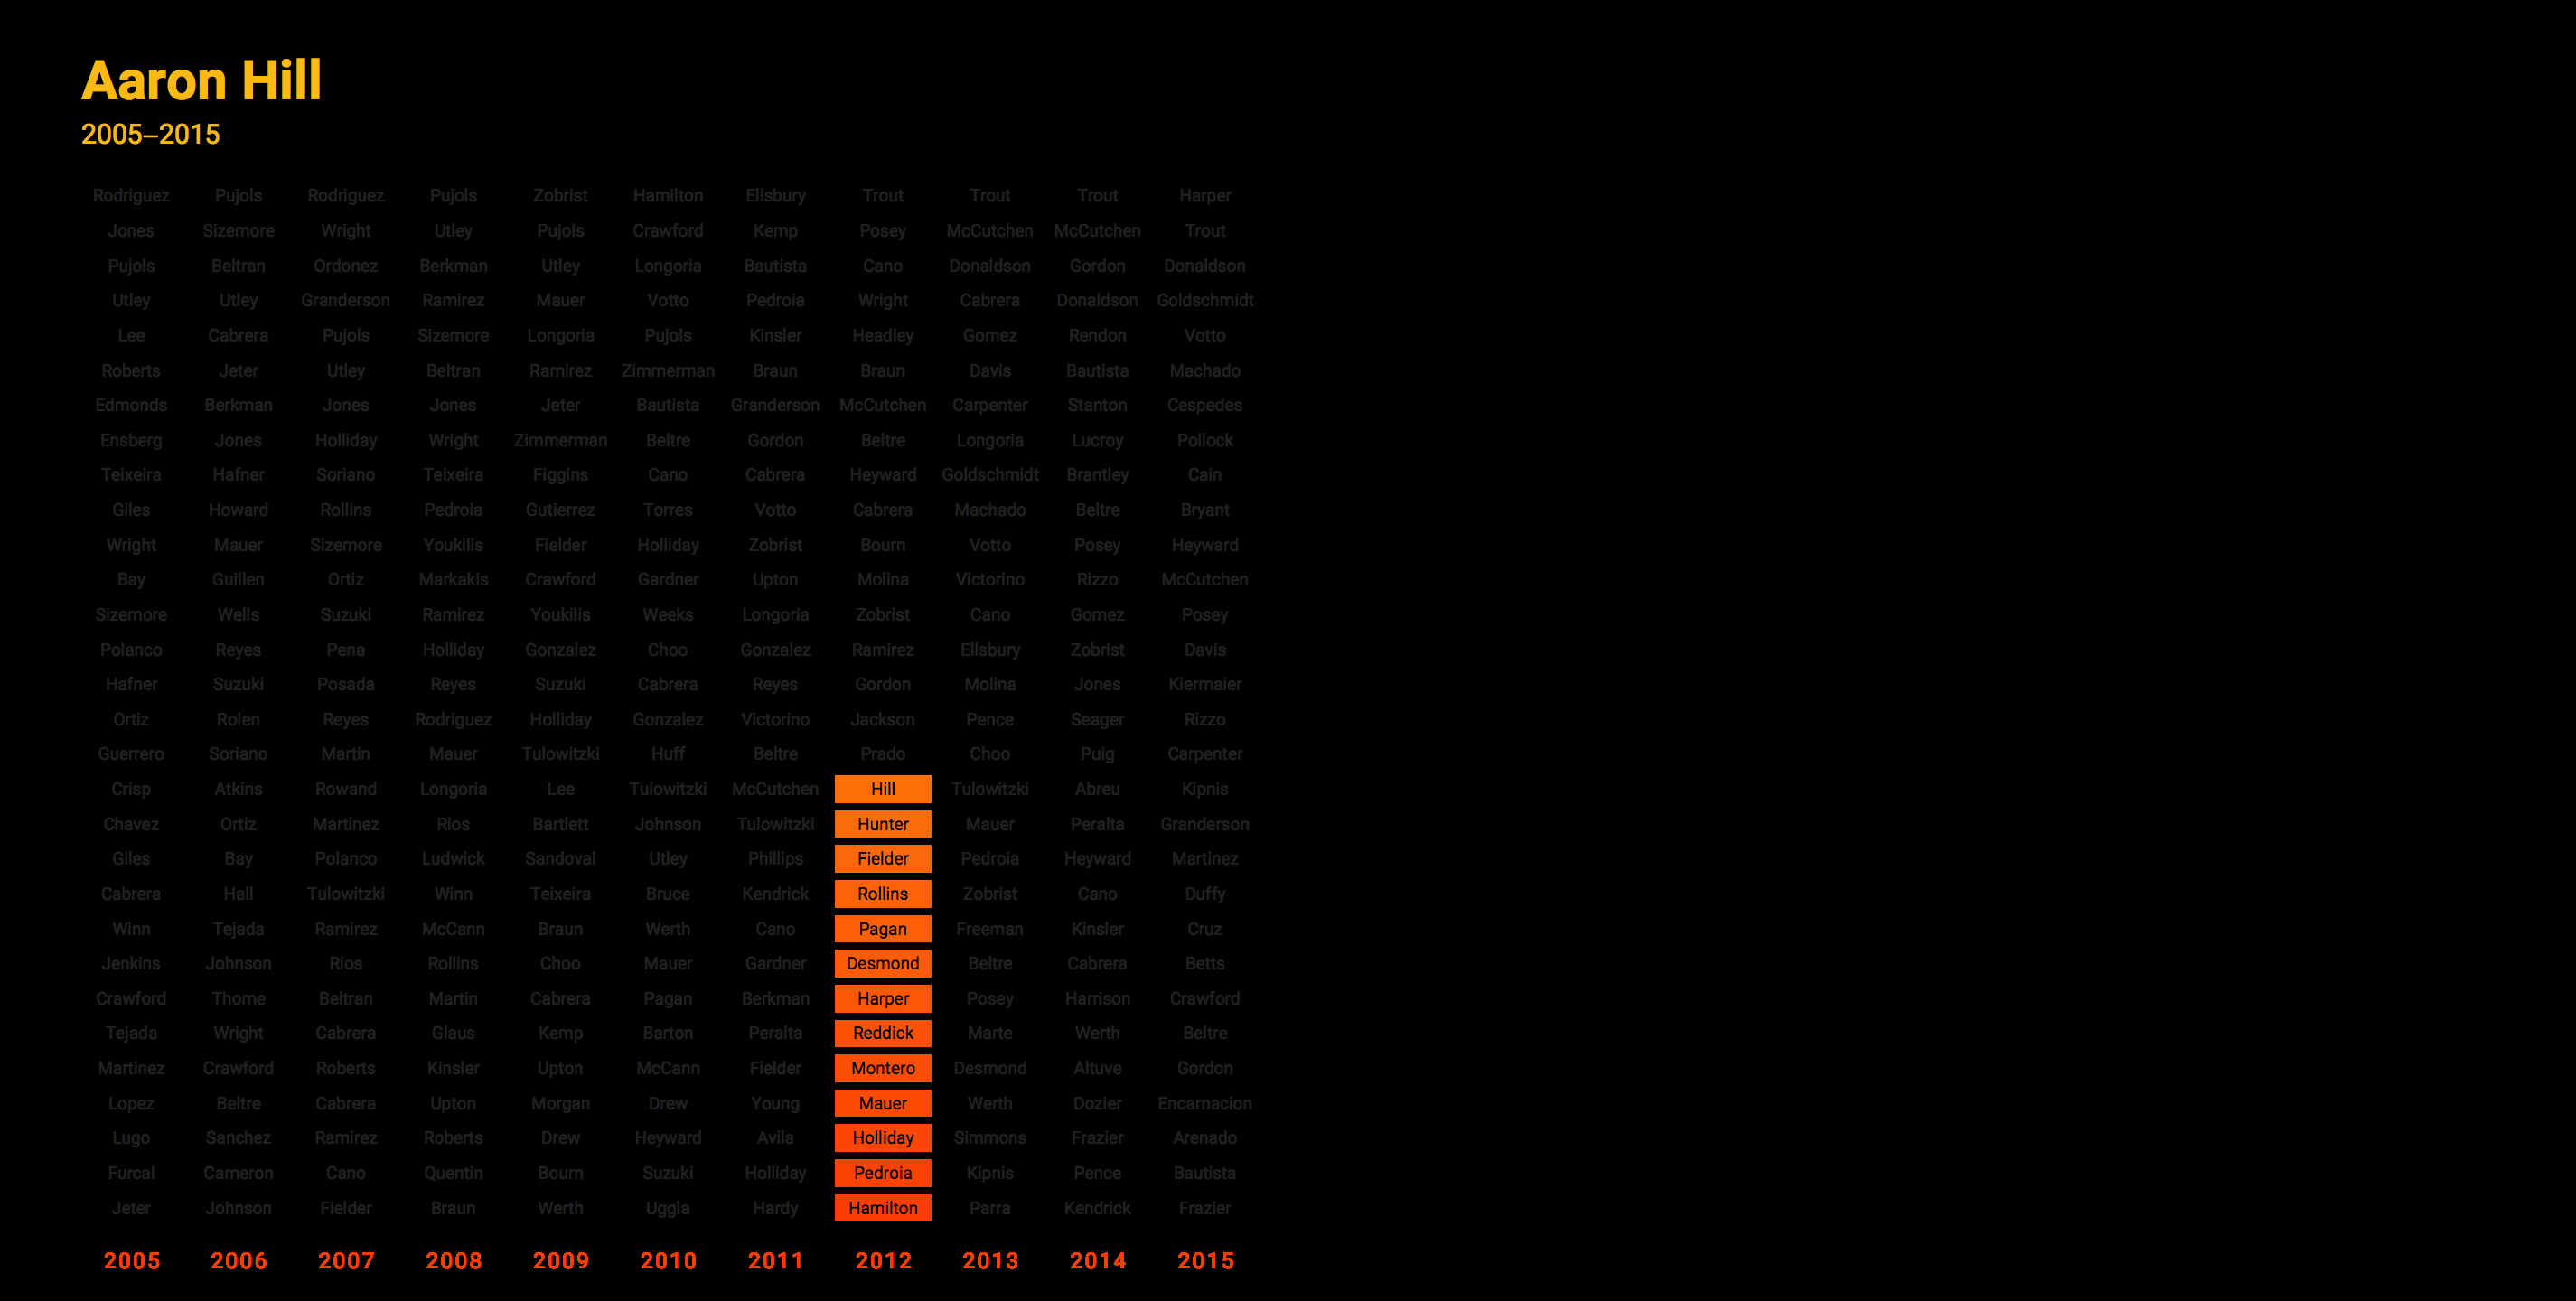 Aaron Hill
2005–2015
Rodriguez Pujols Rodriguez Pujols Zobrist Hamilton Ellsbury Trout Trout Trout Harper
Jones Sizemore Wright Utley Pujols Crawford Kemp Posey McCutchen McCutchen Trout
Pujols Beltran Ordonez Berkman Utley Longoria Bautista Cano Donaldson Gordon Donaldson
Utley Utley Granderson Ramirez Mauer Votto Pedroia Wright Cabrera Donaldson Goldschmidt
Lee Cabrera Pujols Sizemore Longoria Pujols Kinsler Headley Gomez Rendon Votto
Roberts Jeter Utley Beltran Ramirez Zimmerman Braun Braun Davis Bautista Machado
Edmonds Berkman Jones Jones Jeter Bautista Granderson McCutchen Carpenter Stanton Cespedes
Ensberg Jones Holliday Wright Zimmerman Beltre Gordon Beltre Longoria Lucroy Pollock
Teixeira Hafner Soriano Teixeira Figgins Cano Cabrera Heyward Goldschmidt Brantley Cain
Giles Howard Rollins Pedroia Gutierrez Torres Votto Cabrera Machado Beltre Bryant
Wright Mauer Sizemore Youkilis Fielder Holliday Zobrist Bourn Votto Posey Heyward
Bay Guillen Ortiz Markakis Crawford Gardner Upton Molina Victorino Rizzo McCutchen
Sizemore Wells Suzuki Ramirez Youkilis Weeks Longoria Zobrist Cano Gomez Posey
Polanco Reyes Pena Holliday Gonzalez Choo Gonzalez Ramirez Ellsbury Zobrist Davis
Hafner Suzuki Posada Reyes Suzuki Cabrera Reyes Gordon Molina Jones Kiermaier
Ortiz Rolen Reyes Rodriguez Holliday Gonzalez Victorino Jackson Pence Seager Rizzo
Guerrero Soriano Martin Mauer Tulowitzki Huff Beltre Prado Choo Puig Carpenter
Crisp Atkins Rowand Longoria Lee Tulowitzki McCutchen Hill Tulowitzki Abreu Kipnis
Chavez Ortiz Martinez Rios Bartlett Johnson Tulowitzki Hunter Mauer Peralta Granderson
Giles Bay Polanco Ludwick Sandoval Utley Phillips Fielder Pedroia Heyward Martinez
Cabrera Hall Tulowitzki Winn Teixeira Bruce Kendrick Rollins Zobrist Cano Duffy
Winn Tejada Ramirez McCann Braun Werth Cano Pagan Freeman Kinsler Cruz
Jenkins Johnson Rios Rollins Choo Mauer Gardner Desmond Beltre Cabrera Betts
Crawford Thome Beltran Martin Cabrera Pagan Berkman Harper Posey Harrison Crawford
Tejada Wright Cabrera Glaus Kemp Barton Peralta Reddick Marte Werth Beltre
Martinez Crawford Roberts Kinsler Upton McCann Fielder Montero Desmond Altuve Gordon
Lopez Beltre Cabrera Upton Morgan Drew Young Mauer Werth Dozier Encarnacion
Lugo Sanchez Ramirez Roberts Drew Heyward Avila Holliday Simmons Frazier Arenado
Furcal Cameron Cano Quentin Bourn Suzuki Holliday Pedroia Kipnis Pence Bautista
Jeter Johnson Fielder Braun Werth Uggla Hardy Hamilton Parra Kendrick Frazier
2005 2006 2007 2008 2009 2010 2011 2012 2013 2014 2015